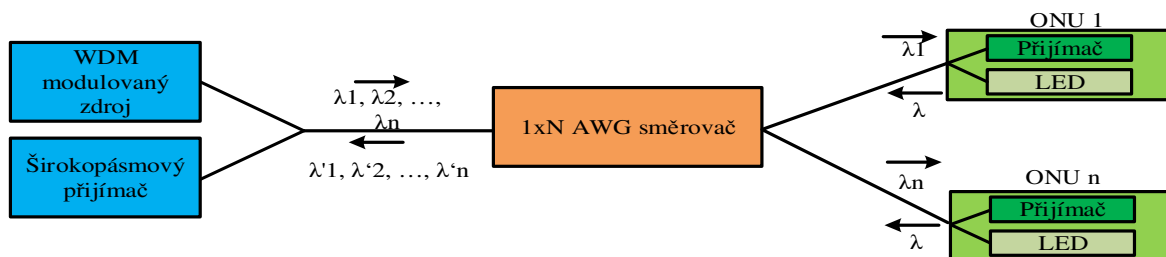 WDM
modulovaný
zdroj
Širokopásmový
přijímač
λ1, λ2, …,
λn
λ'1, λ‘2, …, λ‘n
1xN AWG směrovač
ONU 1
λ1
Přijímač
LED
λ
ONU n
λn
Přijímač
LED
λ